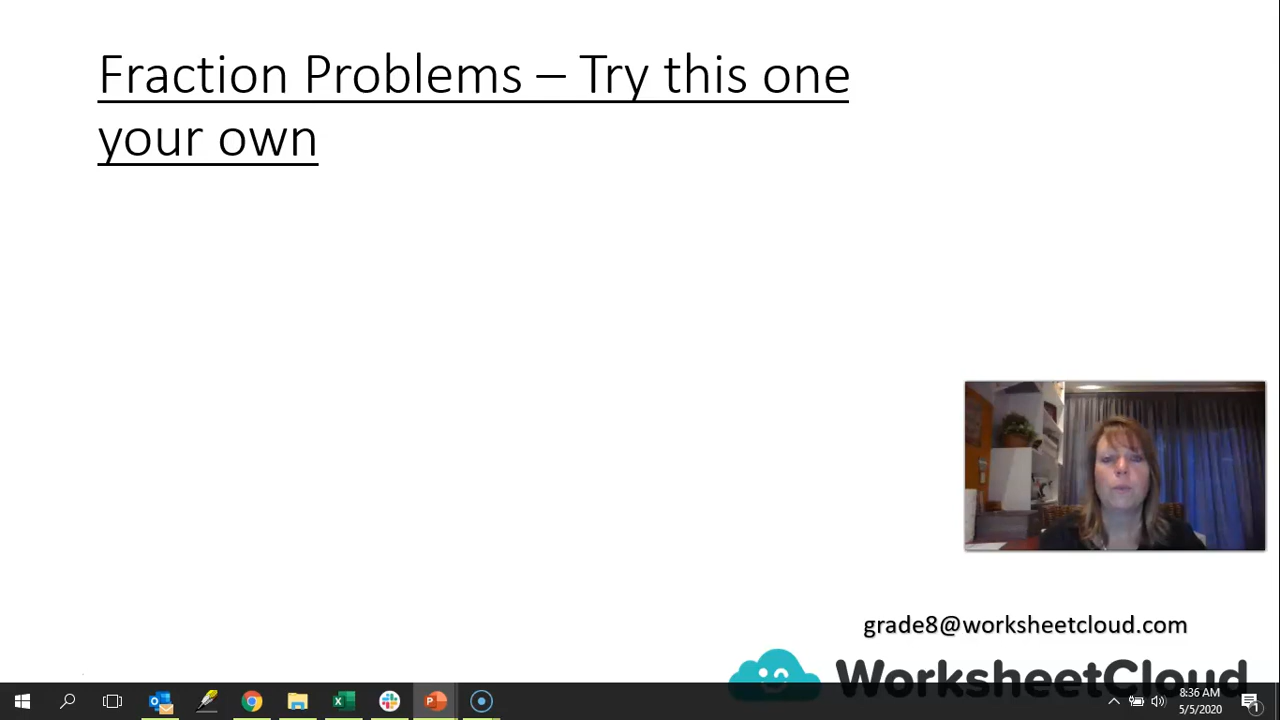 Fraction Problems – Try this one
your own
grade8@worksheetcloud.com
WorksheetCloud
8:36 AM
5/5/2020